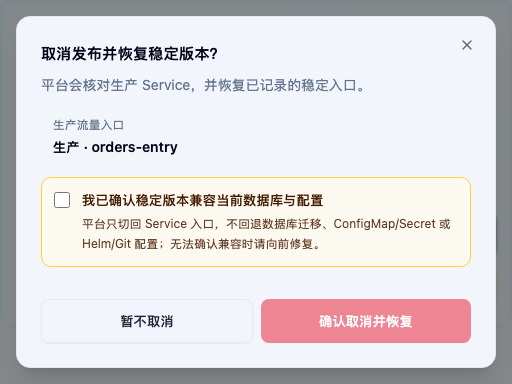 取消发布并恢复稳定版本?
平台会核对生产 Service，并恢复已记录的稳定入口。
生产流量入口
生产 · orders-entry
我已确认稳定版本兼容当前数据库与配置
平台只切回 Service 入口，不回退数据库迁移、ConfigMap/Secret 或
Helm/Git 配置；无法确认兼容时请向前修复。
暂不取消
确认取消并恢复